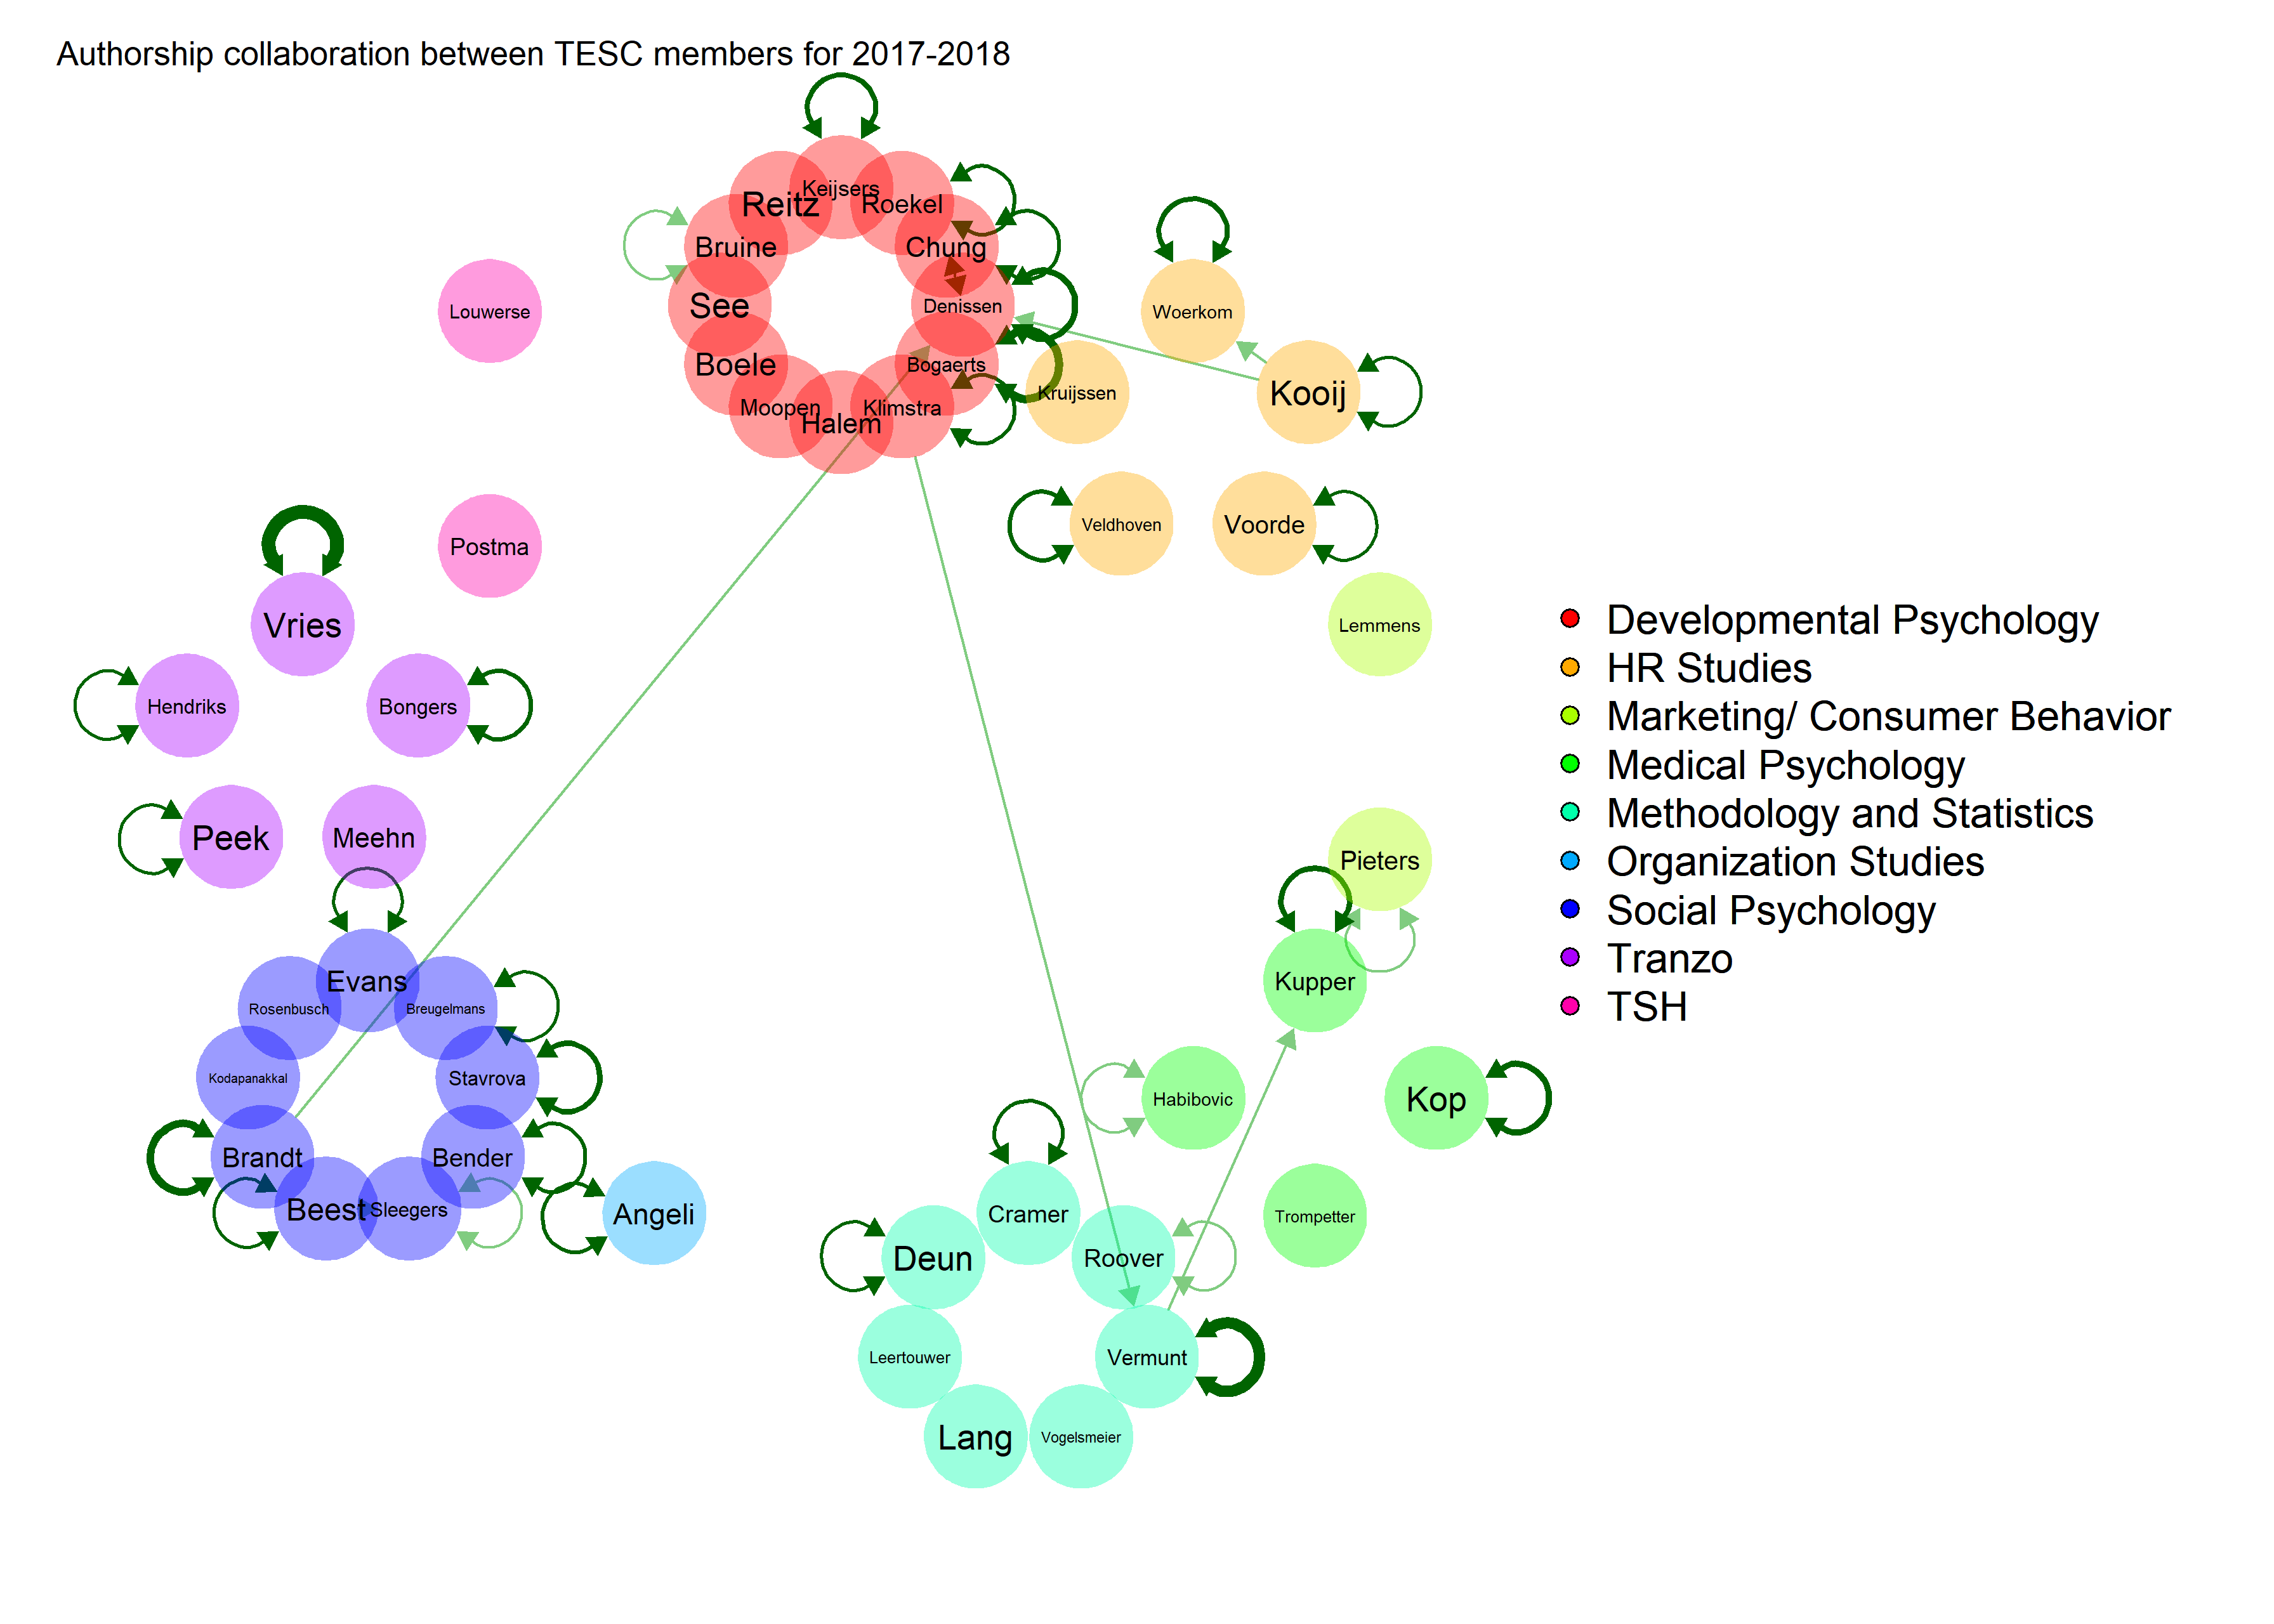 Authorship collaboration between TESC members for 2017-2018
Keijsers
Reitz
Roekel
Bruine
Chung
See
Denissen
Boele
Bogaerts
Moopen
Halem
Klimstra
Louwerse
Woerkom
Kruijssen
Kooij
Veldhoven
Voorde
Postma
Vries
Lemmens
Hendriks
Bongers
Peek
Meehn
Pieters
Evans
Rosenbusch
Breugelmans
Kodapanakkal
Stavrova
Brandt
Bender
Beest
Sleegers
Angeli
Kupper
Habibovic
Kop
Trompetter
Cramer
Deun
Roover
Leertouwer
Vermunt
Lang
Vogelsmeier
Developmental Psychology
HR Studies
Marketing/ Consumer Behavior
Medical Psychology
Methodology and Statistics
Organization Studies
Social Psychology
Tranzo
TSH